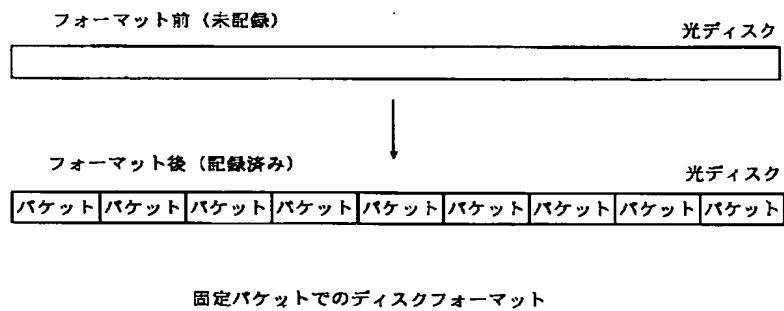 フォーマット前（未記録）
光ディスク
フォーマット後（記録済み）
光ディスク
パケット パケット パケット パケット パケット パケット パケット パケット パケット
固定パケットでのディスクフォーマット